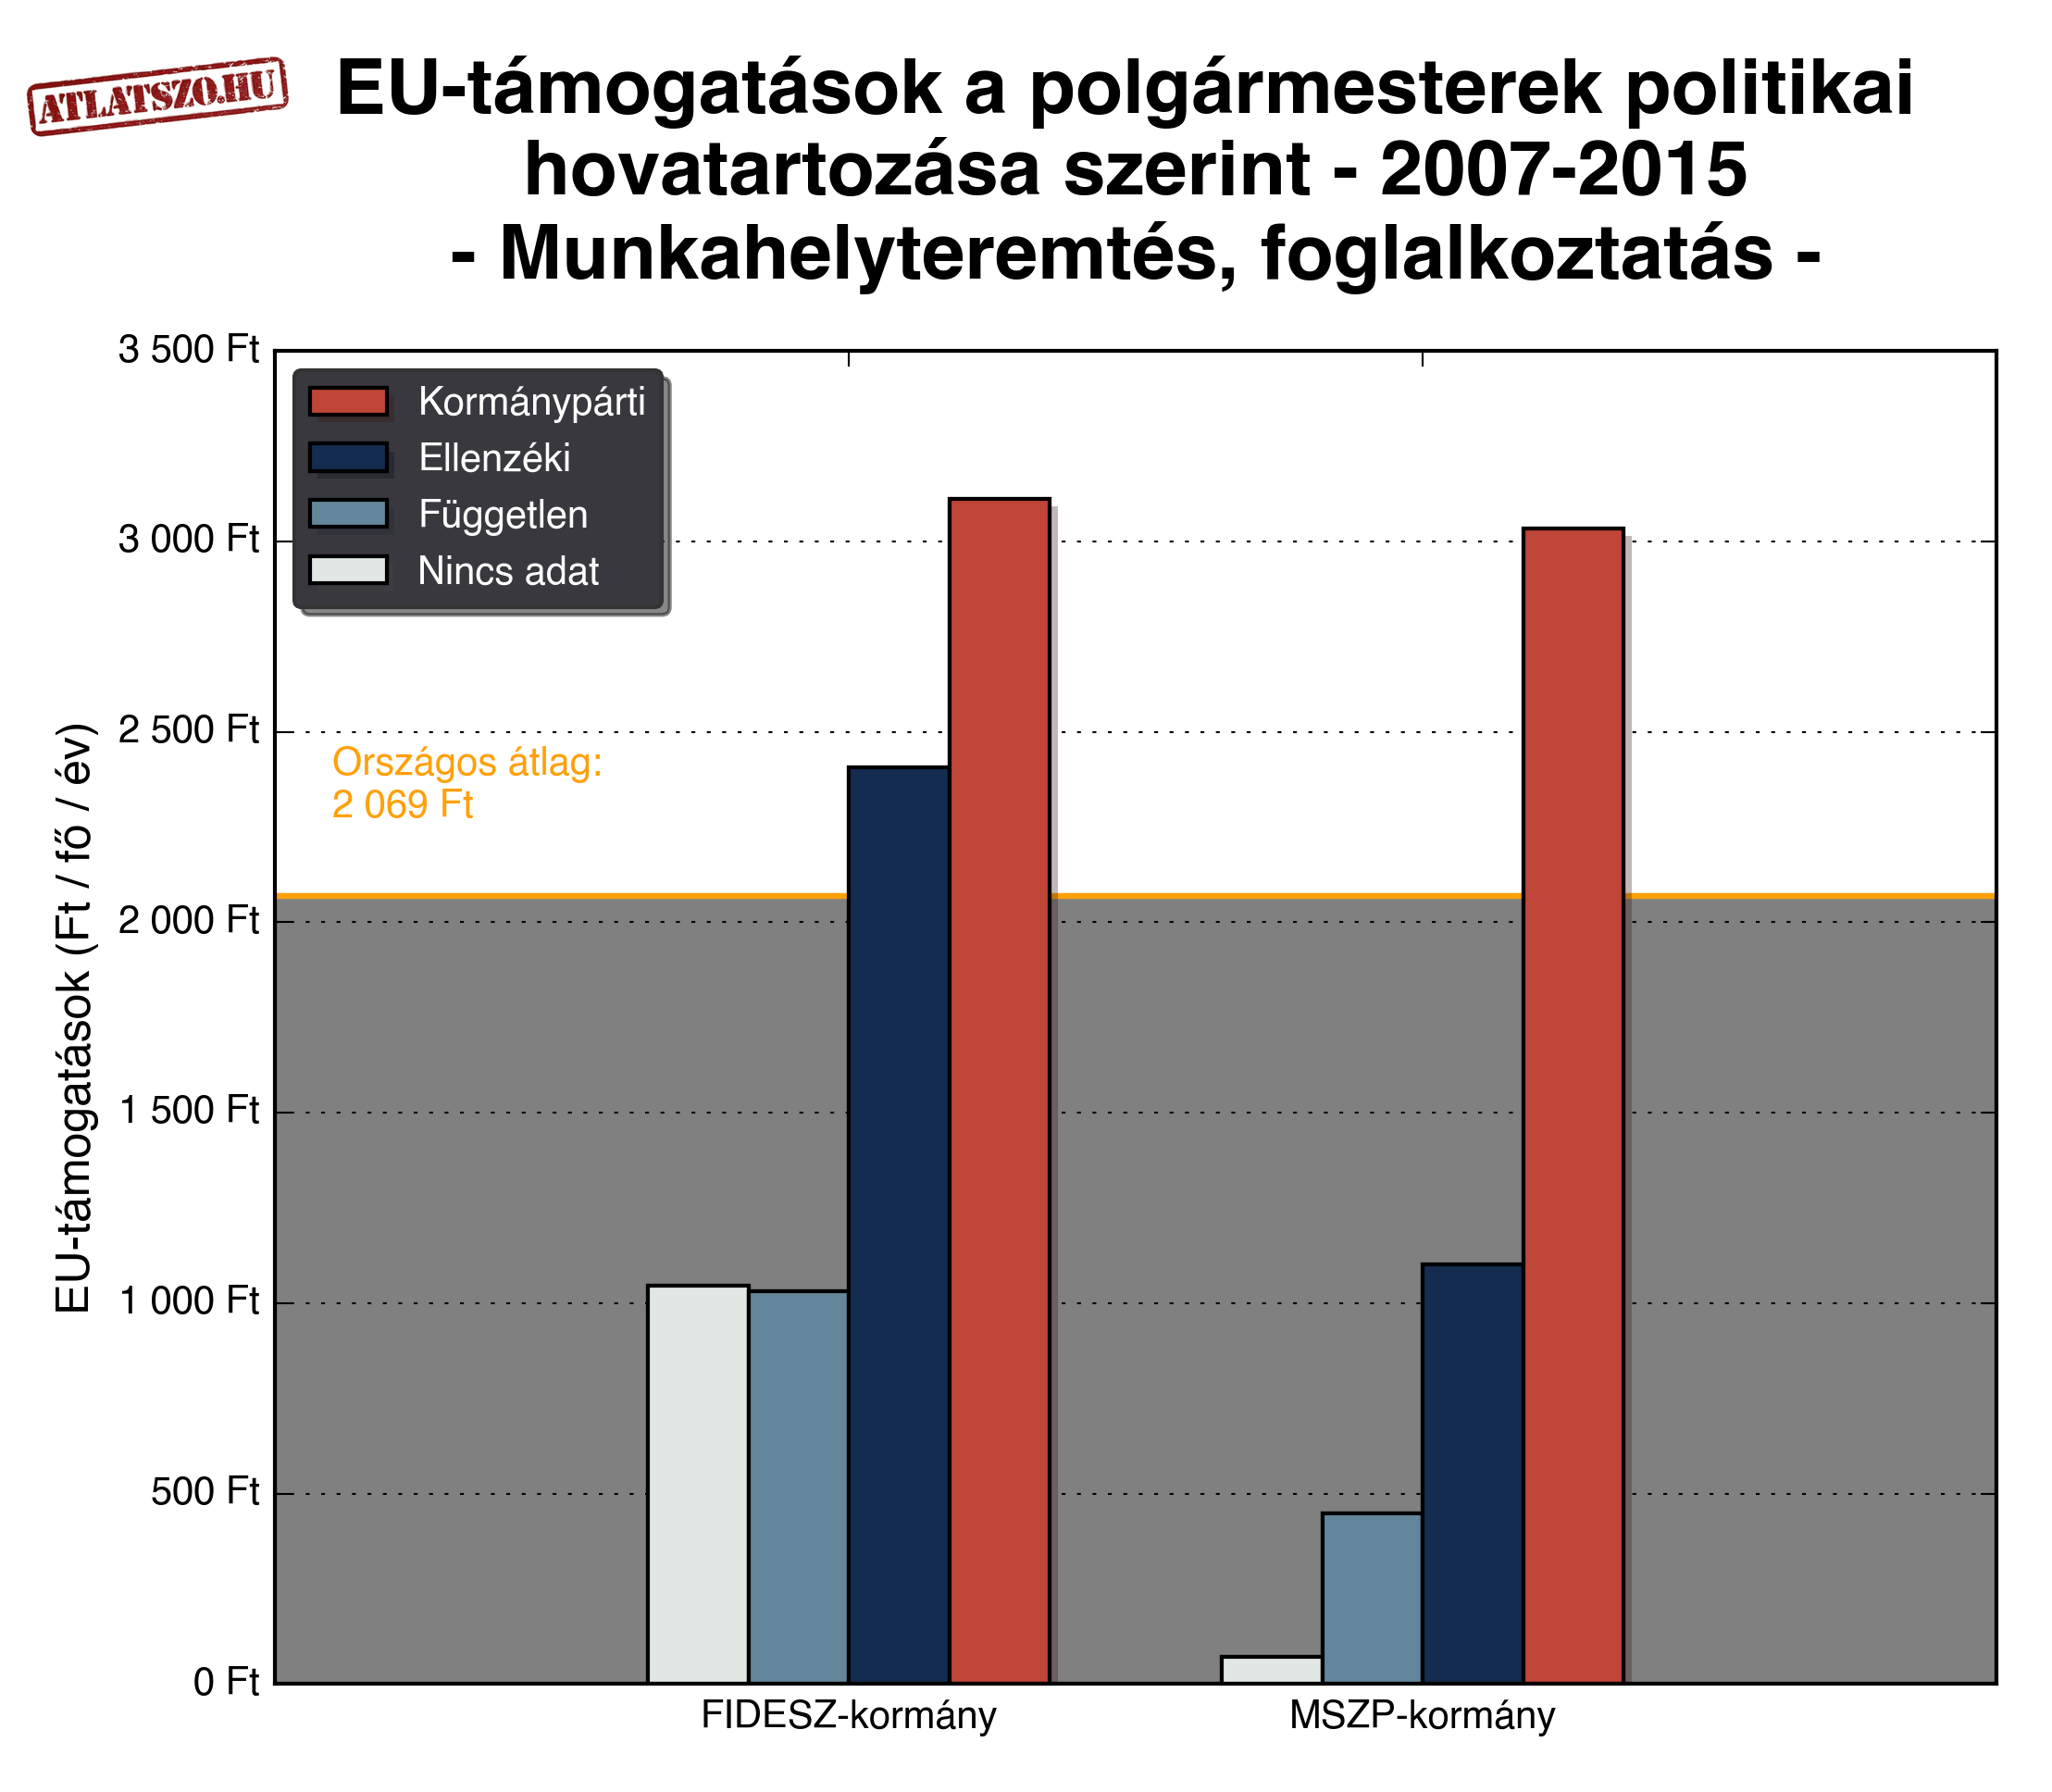 ATLATSZO.HU
EU-támogatások a polgármesterek politikai
hovatartozása szerint - 2007-2015
- Munkahelyteremtés, foglalkoztatás -
EU-támogatások (Ft / fő / év)
3 500 Ft
3 000 Ft
2 500 Ft
2 000 Ft
1 500 Ft
1 000 Ft
500 Ft
0 Ft
Kormánypárti
Ellenzéki
Független
Nincs adat
Országos átlag:
2 069 Ft
FIDESZ-kormány
MSZP-kormány